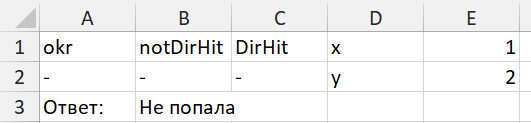 A B C D E
1 okr notDirHit DirHit x 1
2 - - - y 2
3 Ответ: Не попала